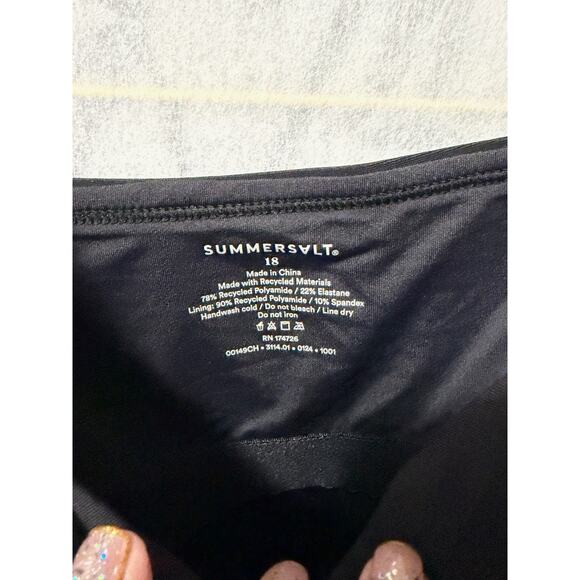 SUMMERSALT®
18
Made in China
Made with Recycled Materials
78% Recycled Polyamide / 22% Elastane
Lining: 90% Recycled Polyamide / 10% Spandex
Handwash cold / Do not bleach / Line dry
Do not iron
RN 174726
00149CH • 3114.01 • 0124 • 1001